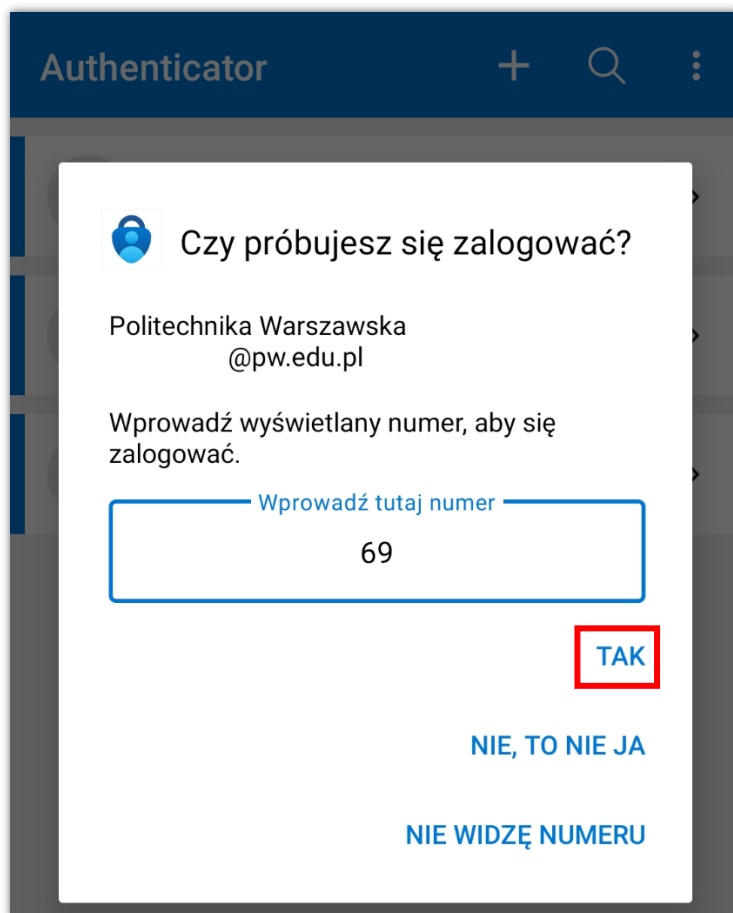 Authenticator
Czy próbujesz się zalogować?
Politechnika Warszawska
@pw.edu.pl
Wprowadź wyświetlany numer, aby się
zalogować.
Wprowadź tutaj numer
69
TAK
NIE, TO NIE JA
NIE WIDZĘ NUMERU